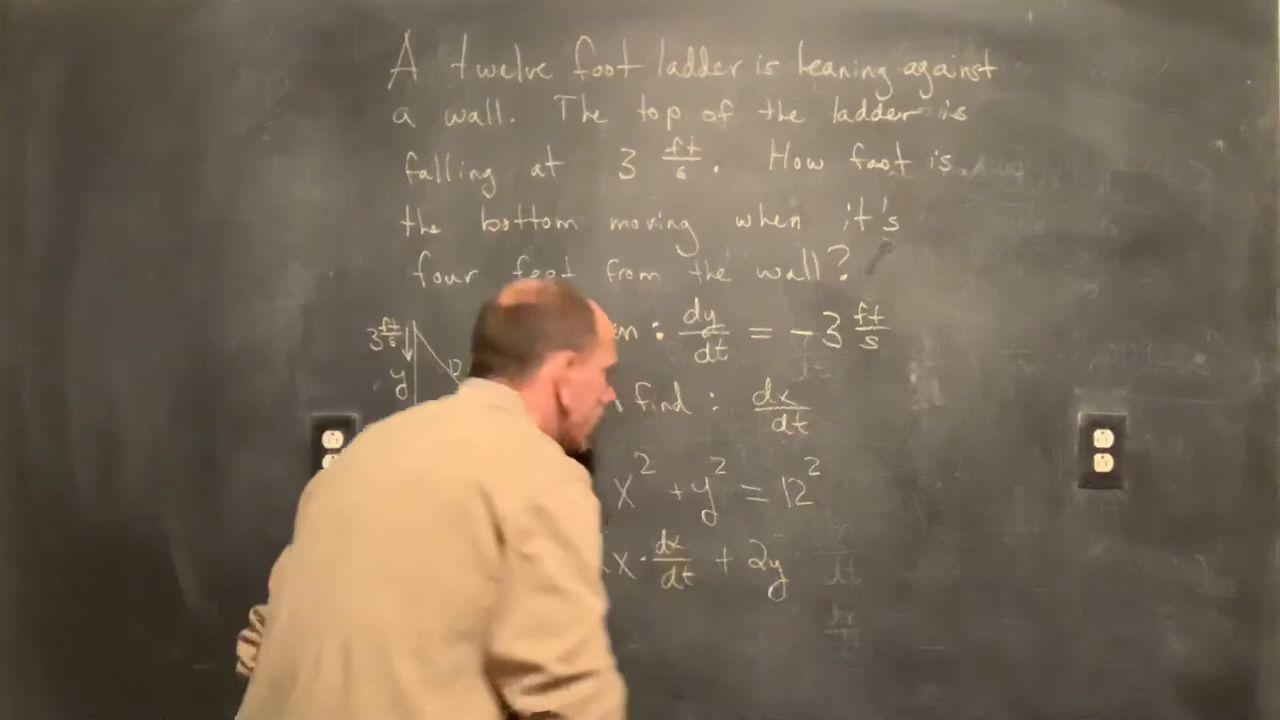 A twelve foot ladder is leaning against
a wall. The top of the ladder is
falling at 3 ft/s. How fast is
the bottom moving when it's
four feet from the wall?
3 ft/s
y
12
n : dy/dt = -3 ft/s
find : dx/dt
x² + y² = 12²
x · dx/dt + 2y